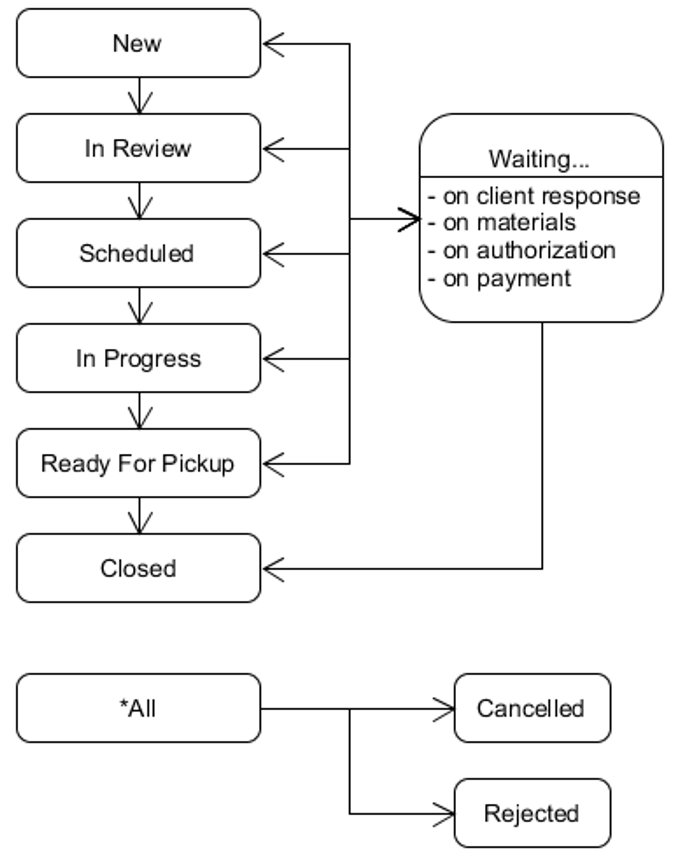 New
In Review
Scheduled
In Progress
Ready For Pickup
Closed
Waiting...
- on client response
- on materials
- on authorization
- on payment
*All
Cancelled
Rejected